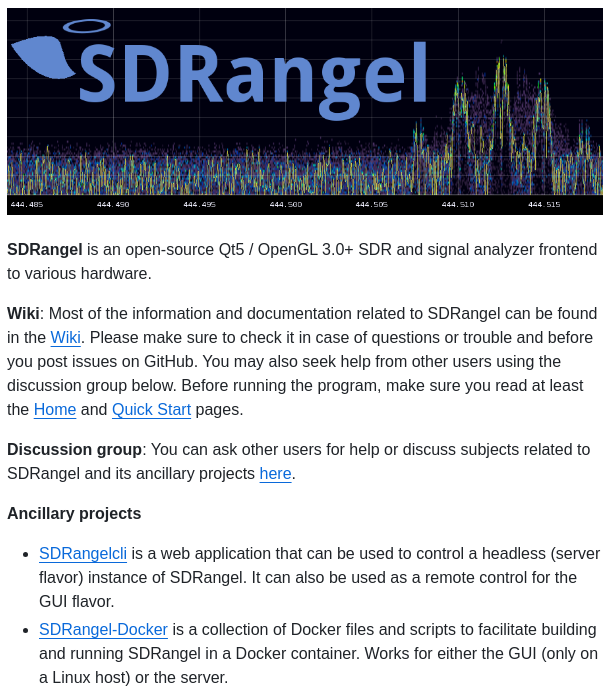 SDRangel
444.485 444.490 444.495 444.500 444.505 444.510 444.515
SDRangel is an open-source Qt5 / OpenGL 3.0+ SDR and signal analyzer frontend
to various hardware.
Wiki: Most of the information and documentation related to SDRangel can be found
in the Wiki. Please make sure to check it in case of questions or trouble and before
you post issues on GitHub. You may also seek help from other users using the
discussion group below. Before running the program, make sure you read at least
the Home and Quick Start pages.
Discussion group: You can ask other users for help or discuss subjects related to
SDRangel and its ancillary projects here.
Ancillary projects
• SDRangelcli is a web application that can be used to control a headless (server
flavor) instance of SDRangel. It can also be used as a remote control for the
GUI flavor.
• SDRangel-Docker is a collection of Docker files and scripts to facilitate building
and running SDRangel in a Docker container. Works for either the GUI (only on
a Linux host) or the server.